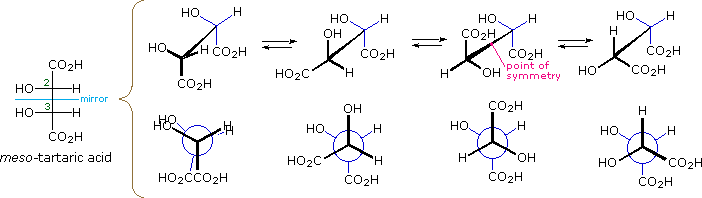 HO H HO H HO H HO H
HO H OH H
CO₂H CO₂H CO₂H CO₂H
CO₂H HO₂C H HO₂C OH HO CO₂H
CO₂H
2
HO H
mirror
3
HO H
CO₂H
meso-tartaric acid
point of
symmetry
HO H
HO H
HO₂C CO₂H
OH
HO H
HO₂C H
CO₂H
CO₂H
HO H
H OH
CO₂H
H
HO H
HO CO₂H
CO₂H